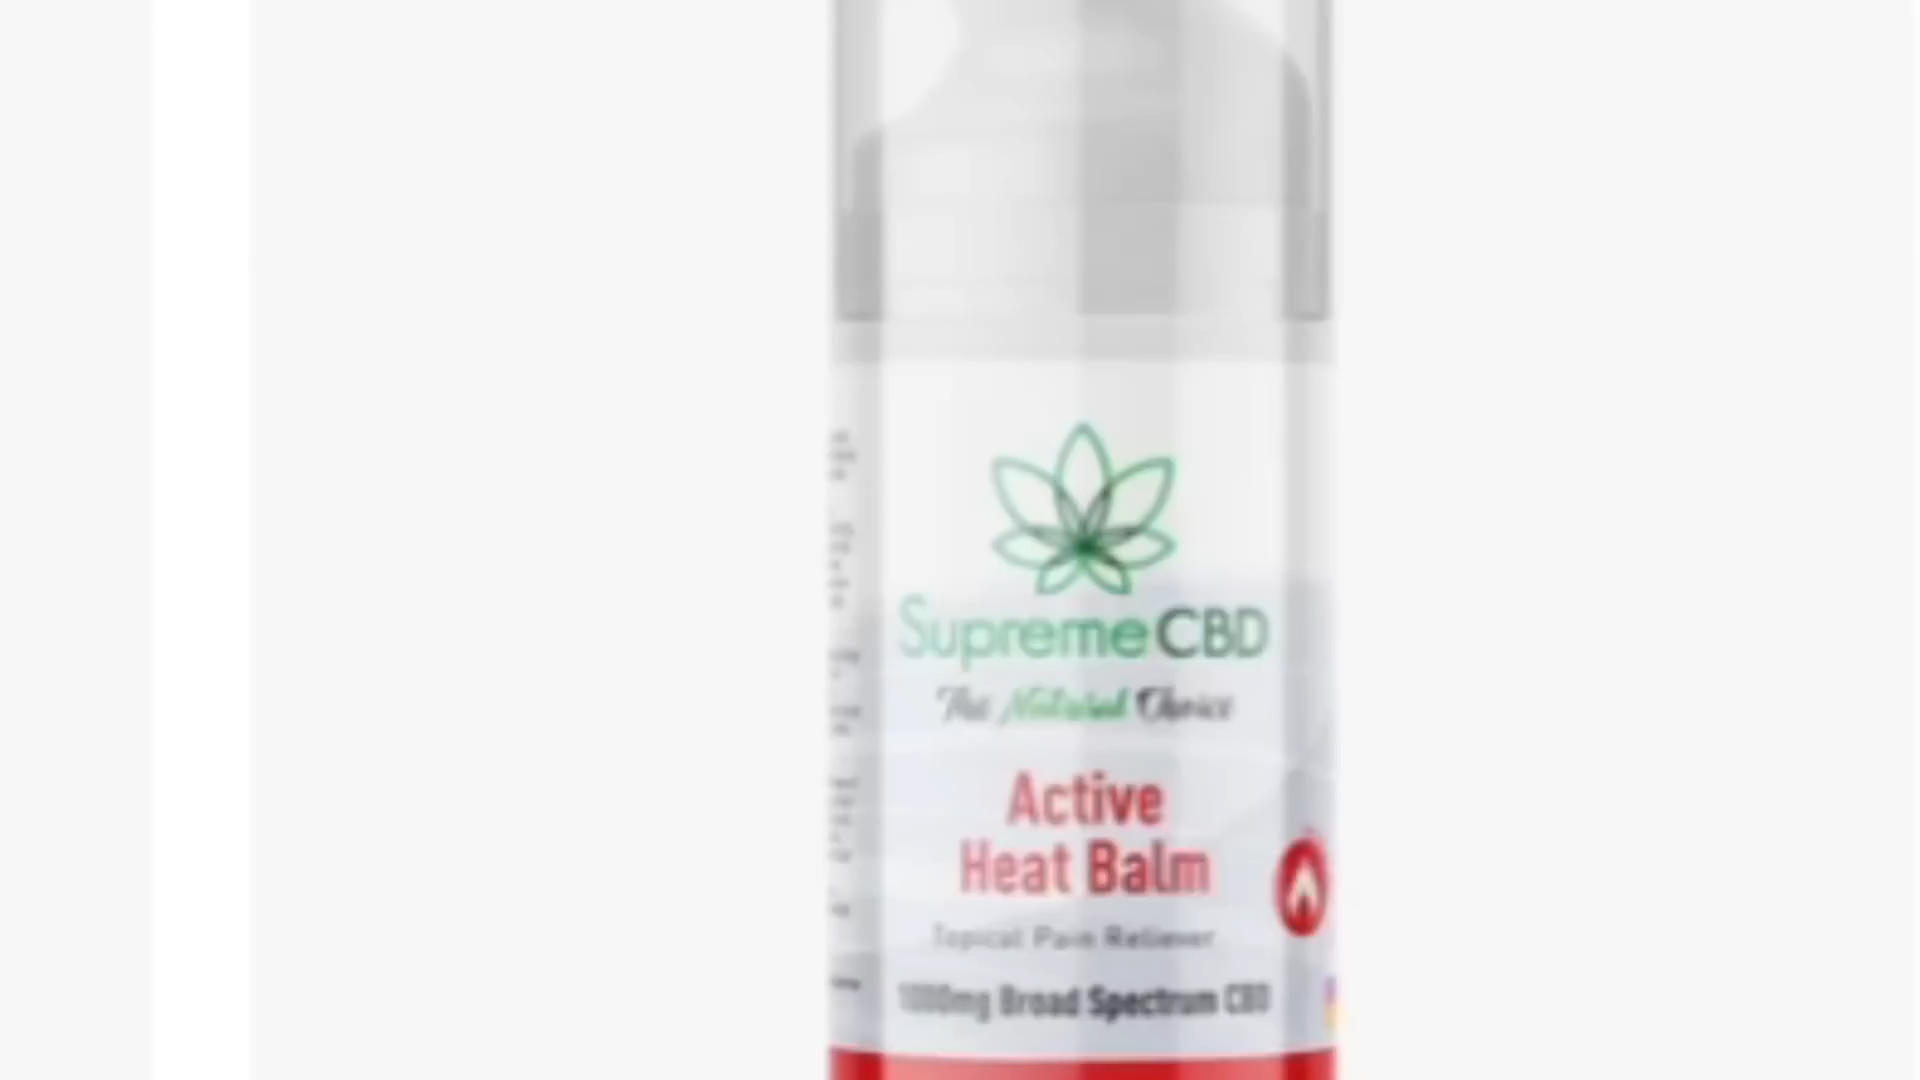 SupremeCBD
The Natural Choice
Active
Heat Balm
Topical Pain Reliever
1000mg Broad Spectrum CBD